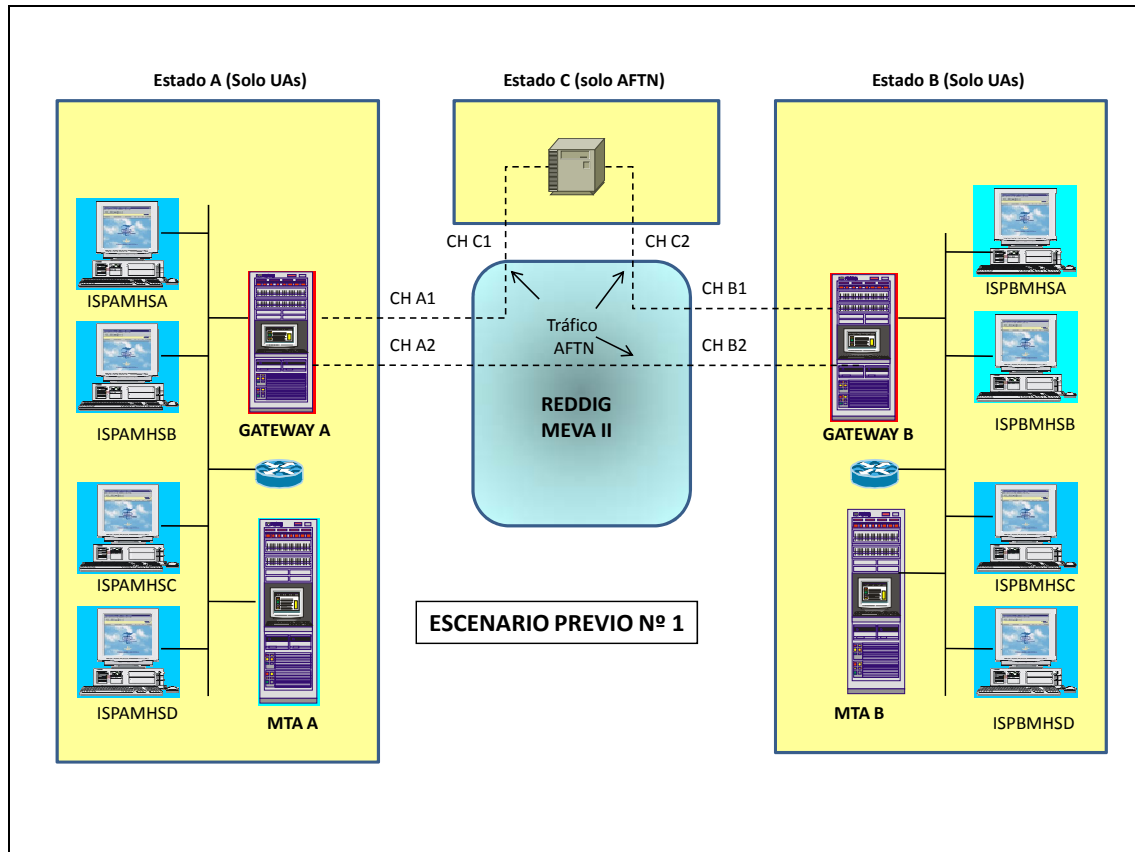 Estado A (Solo UAs)
Estado C (solo AFTN)
Estado B (Solo UAs)
CH C1
CH C2
ISPAMHSA
ISPBMHSA
CH A1
CH B1
Tráfico
AFTN
CH A2
CH B2
ISPAMHSB
GATEWAY A
REDDIG
MEVA II
GATEWAY B
ISPBMHSB
ISPAMHSC
ISPBMHSC
ESCENARIO PREVIO Nº 1
ISPAMHSD
MTA A
MTA B
ISPBMHSD